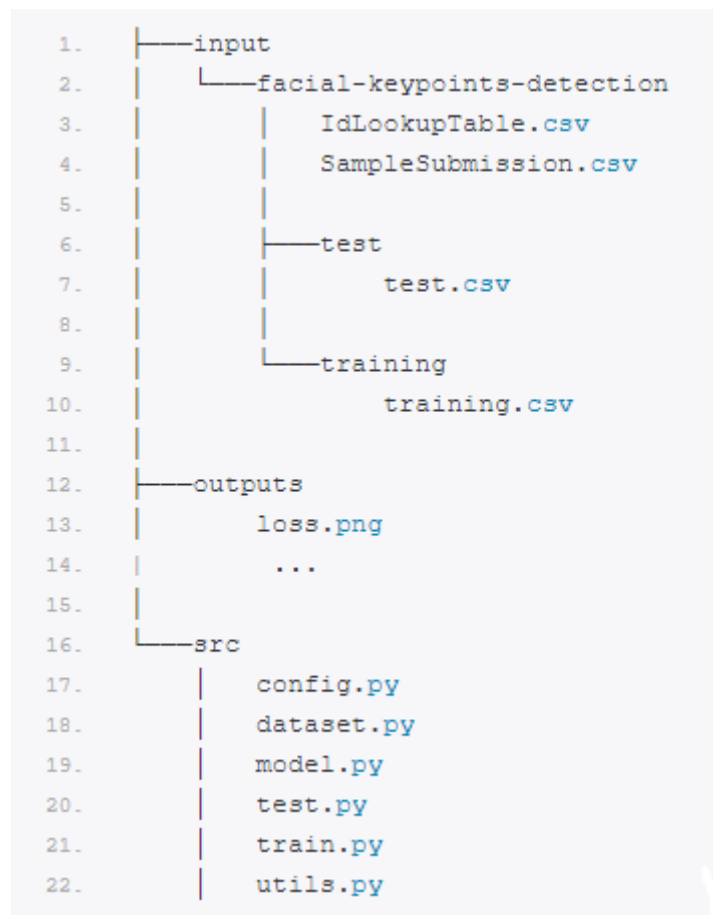 1. ├───input
2. │   └───facial-keypoints-detection
3. │       │   IdLookupTable.csv
4. │       │   SampleSubmission.csv
5. │       │
6. │       ├───test
7. │       │       test.csv
8. │       │
9. │       └───training
10. │               training.csv
11. │
12. ├───outputs
13. │       loss.png
14. |        ...
15. │
16. └───src
17.     │   config.py
18.     │   dataset.py
19.     │   model.py
20.     │   test.py
21.     │   train.py
22.     │   utils.py